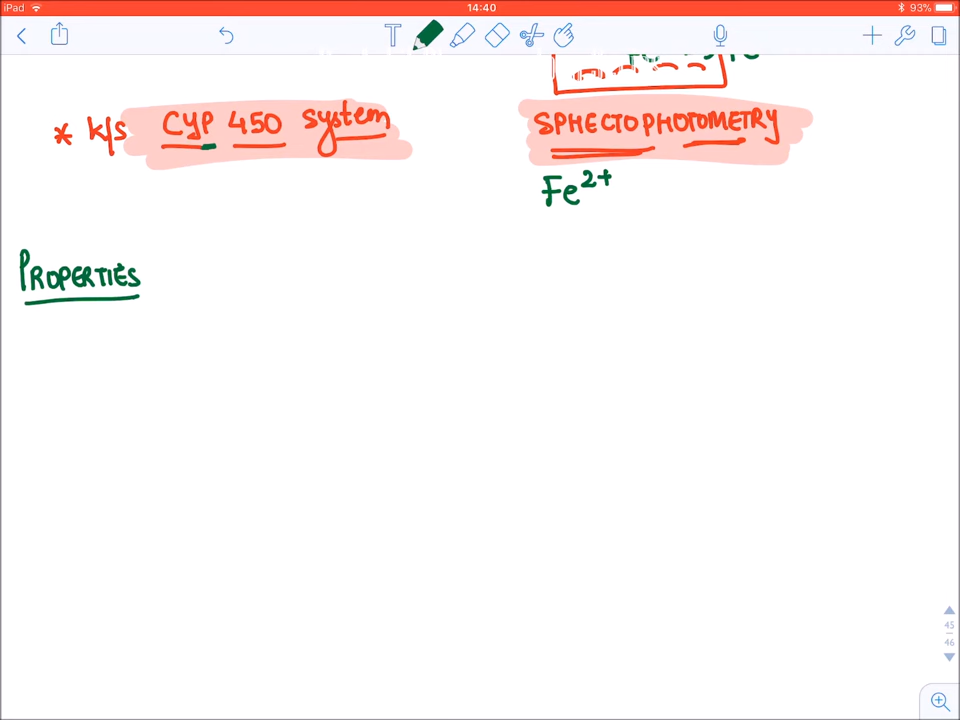 iPad 14:40 93%
T
* k/s CYP 450 system
SPHECTOPHOTOMETRY
Fe2+
PROPERTIES
45
46